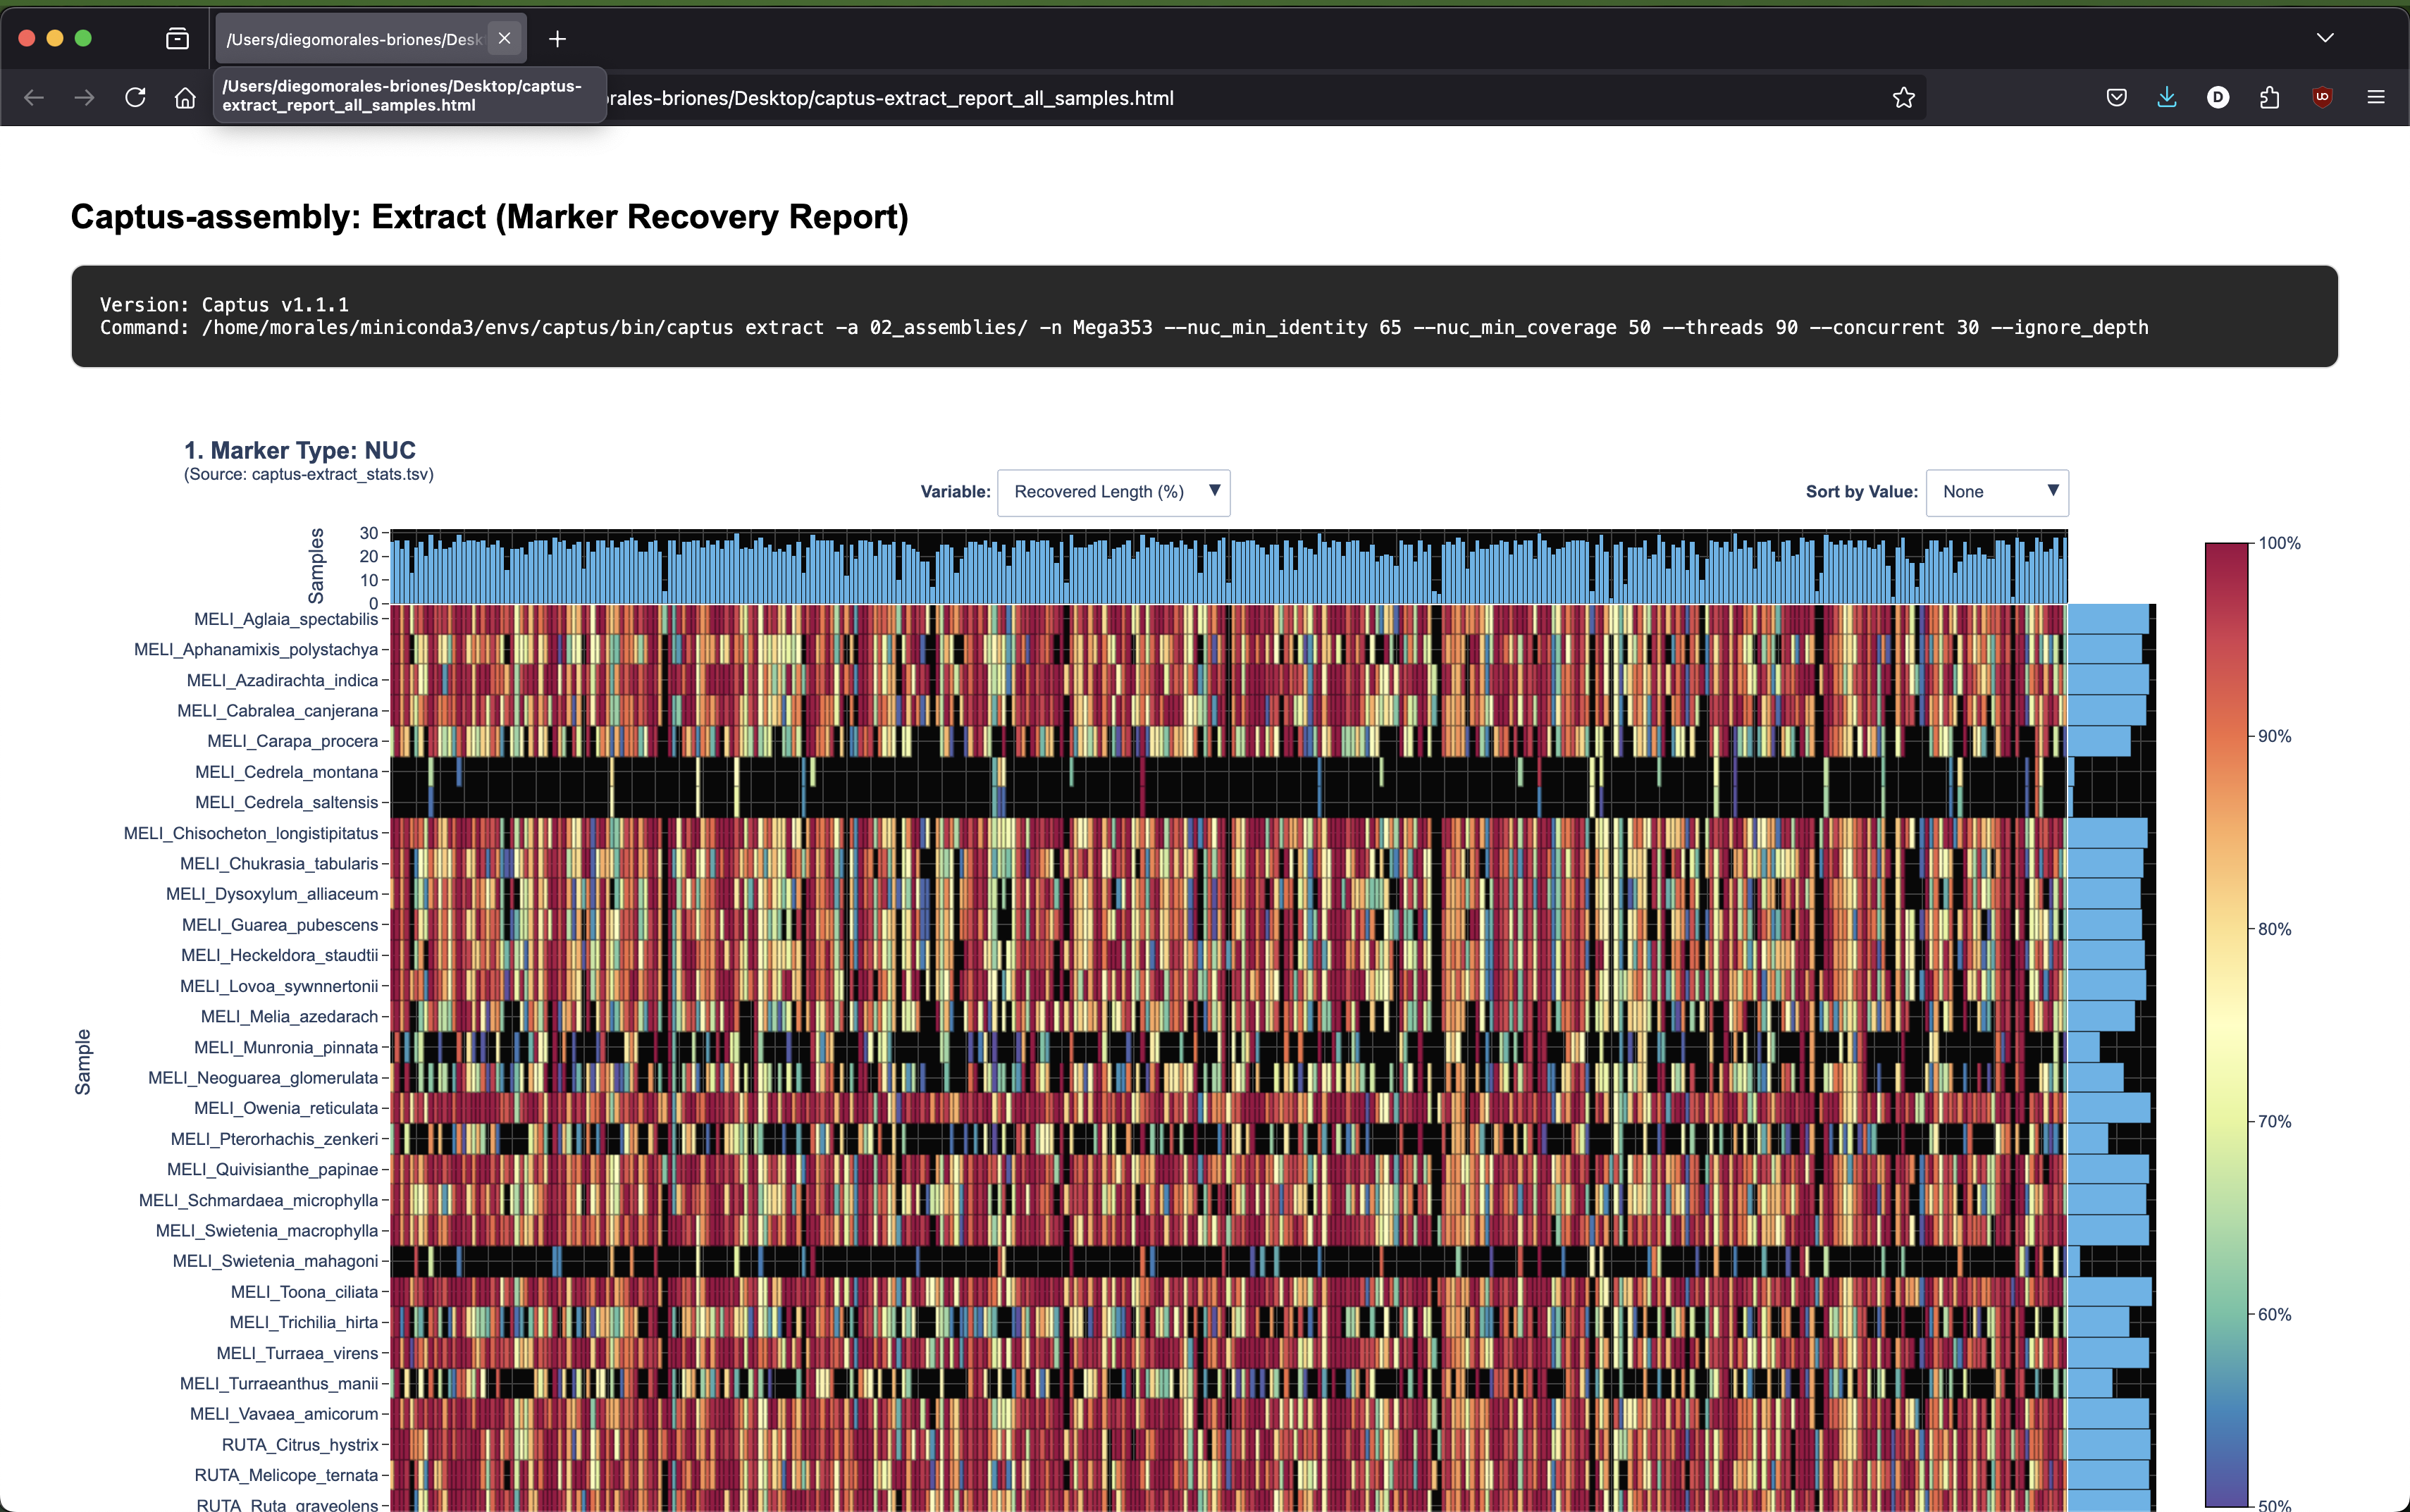 /Users/diegomorales-briones/Desk
/Users/diegomorales-briones/Desktop/captus-
extract_report_all_samples.html
rales-briones/Desktop/captus-extract_report_all_samples.html
D
Captus-assembly: Extract (Marker Recovery Report)
Version: Captus v1.1.1
Command: /home/morales/miniconda3/envs/captus/bin/captus extract -a 02_assemblies/ -n Mega353 --nuc_min_identity 65 --nuc_min_coverage 50 --threads 90 --concurrent 30 --ignore_depth
1. Marker Type: NUC
(Source: captus-extract_stats.tsv)
Variable: Recovered Length (%) ▼
Sort by Value: None ▼
Samples
30
20
10
0
Sample
MELI_Aglaia_spectabilis
MELI_Aphanamixis_polystachya
MELI_Azadirachta_indica
MELI_Cabralea_canjerana
MELI_Carapa_procera
MELI_Cedrela_montana
MELI_Cedrela_saltensis
MELI_Chisocheton_longistipitatus
MELI_Chukrasia_tabularis
MELI_Dysoxylum_alliaceum
MELI_Guarea_pubescens
MELI_Heckeldora_staudtii
MELI_Lovoa_sywnnertonii
MELI_Melia_azedarach
MELI_Munronia_pinnata
MELI_Neoguarea_glomerulata
MELI_Owenia_reticulata
MELI_Pterorhachis_zenkeri
MELI_Quivisianthe_papinae
MELI_Schmardaea_microphylla
MELI_Swietenia_macrophylla
MELI_Swietenia_mahagoni
MELI_Toona_ciliata
MELI_Trichilia_hirta
MELI_Turraea_virens
MELI_Turraeanthus_manii
MELI_Vavaea_amicorum
RUTA_Citrus_hystrix
RUTA_Melicope_ternata
RUTA_Ruta_graveolens
100%
90%
80%
70%
60%
50%